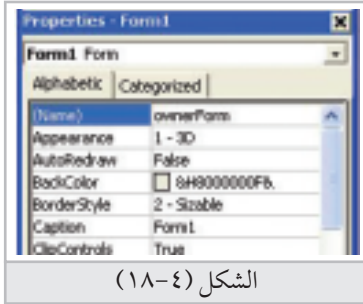 Properties - Form1
Form1 Form
Alphabetic Categorized
(Name) ownerForm
Appearance 1 - 3D
AutoRedraw False
BackColor &H8000000F&
BorderStyle 2 - Sizable
Caption Form1
ClipControls True
الشكل (٤-١٨)